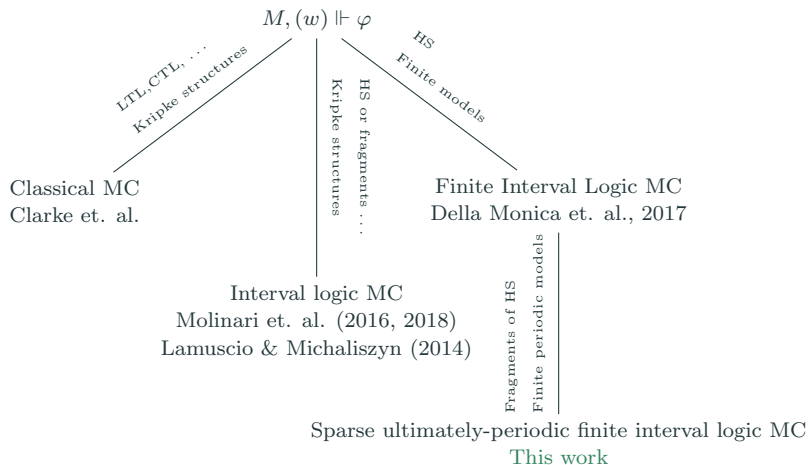 M, (w) ⊩ φ
LTL,CTL, ...
Kripke structures
HS or fragments ...
Kripke structures
HS
Finite models
Classical MC
Clarke et. al.
Finite Interval Logic MC
Della Monica et. al., 2017
Interval logic MC
Molinari et. al. (2016, 2018)
Lamuscio & Michaliszyn (2014)
Fragments of HS
Finite periodic models
Sparse ultimately-periodic finite interval logic MC
This work